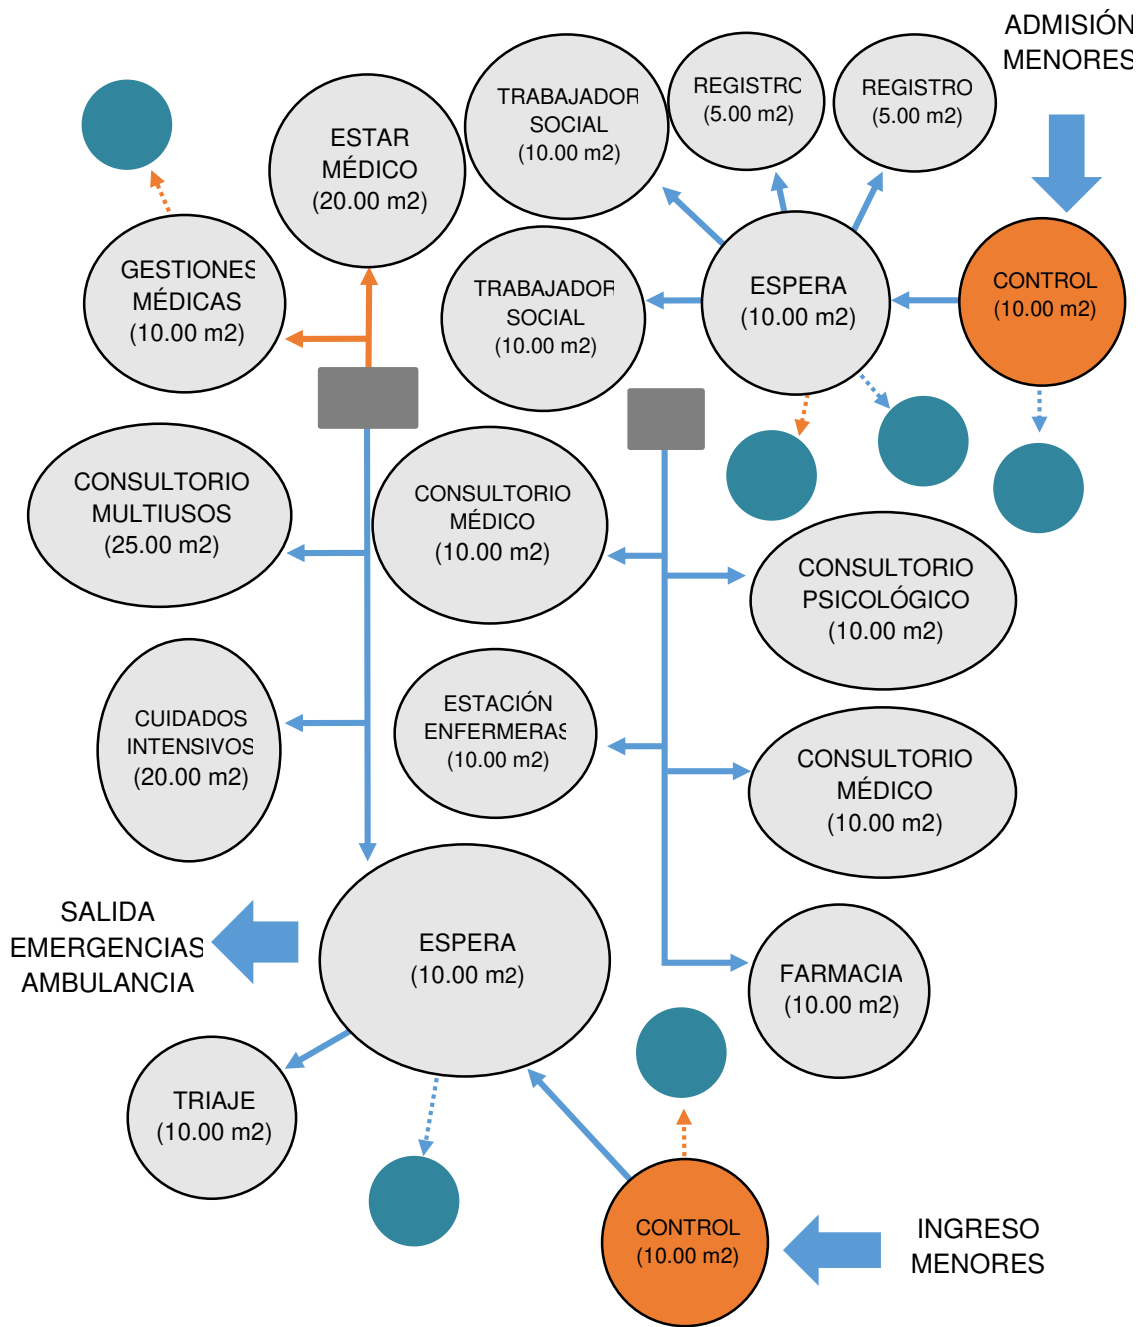 ADMISIÓN
MENORES
TRABAJADOR
SOCIAL
(10.00 m2)
REGISTRO
(5.00 m2)
REGISTRO
(5.00 m2)
ESTAR
MÉDICO
(20.00 m2)
GESTIONES
MÉDICAS
(10.00 m2)
TRABAJADOR
SOCIAL
(10.00 m2)
ESPERA
(10.00 m2)
CONTROL
(10.00 m2)
CONSULTORIO
MULTIUSOS
(25.00 m2)
CONSULTORIO
MÉDICO
(10.00 m2)
CONSULTORIO
PSICOLÓGICO
(10.00 m2)
CUIDADOS
INTENSIVOS
(20.00 m2)
ESTACIÓN
ENFERMERAS
(10.00 m2)
CONSULTORIO
MÉDICO
(10.00 m2)
SALIDA
EMERGENCIAS
AMBULANCIA
ESPERA
(10.00 m2)
FARMACIA
(10.00 m2)
TRIAJE
(10.00 m2)
CONTROL
(10.00 m2)
INGRESO
MENORES